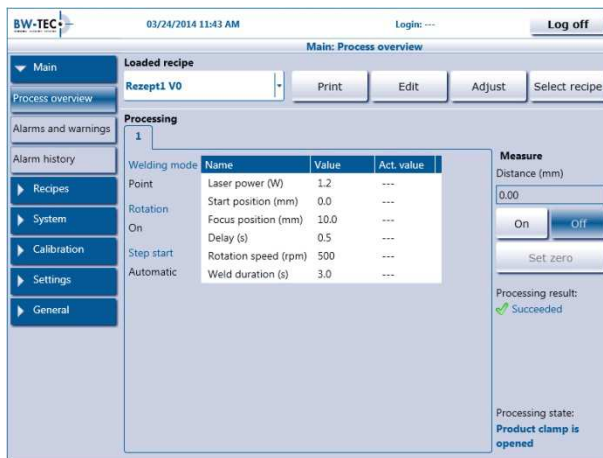 BW-TEC
03/24/2014 11:43 AM
Login: ---
Log off
Main: Process overview
Main
Process overview
Alarms and warnings
Alarm history
Recipes
System
Calibration
Settings
General
Loaded recipe
Rezept1 V0
Print
Edit
Adjust
Select recipe
Processing
1
Welding mode
Point
Rotation
On
Step start
Automatic
Name Value Act. value
Laser power (W) 1.2 ---
Start position (mm) 0.0 ---
Focus position (mm) 10.0 ---
Delay (s) 0.5 ---
Rotation speed (rpm) 500 ---
Weld duration (s) 3.0 ---
Measure
Distance (mm)
0.00
On
Off
Set zero
Processing result:
Succeeded
Processing state:
Product clamp is
opened